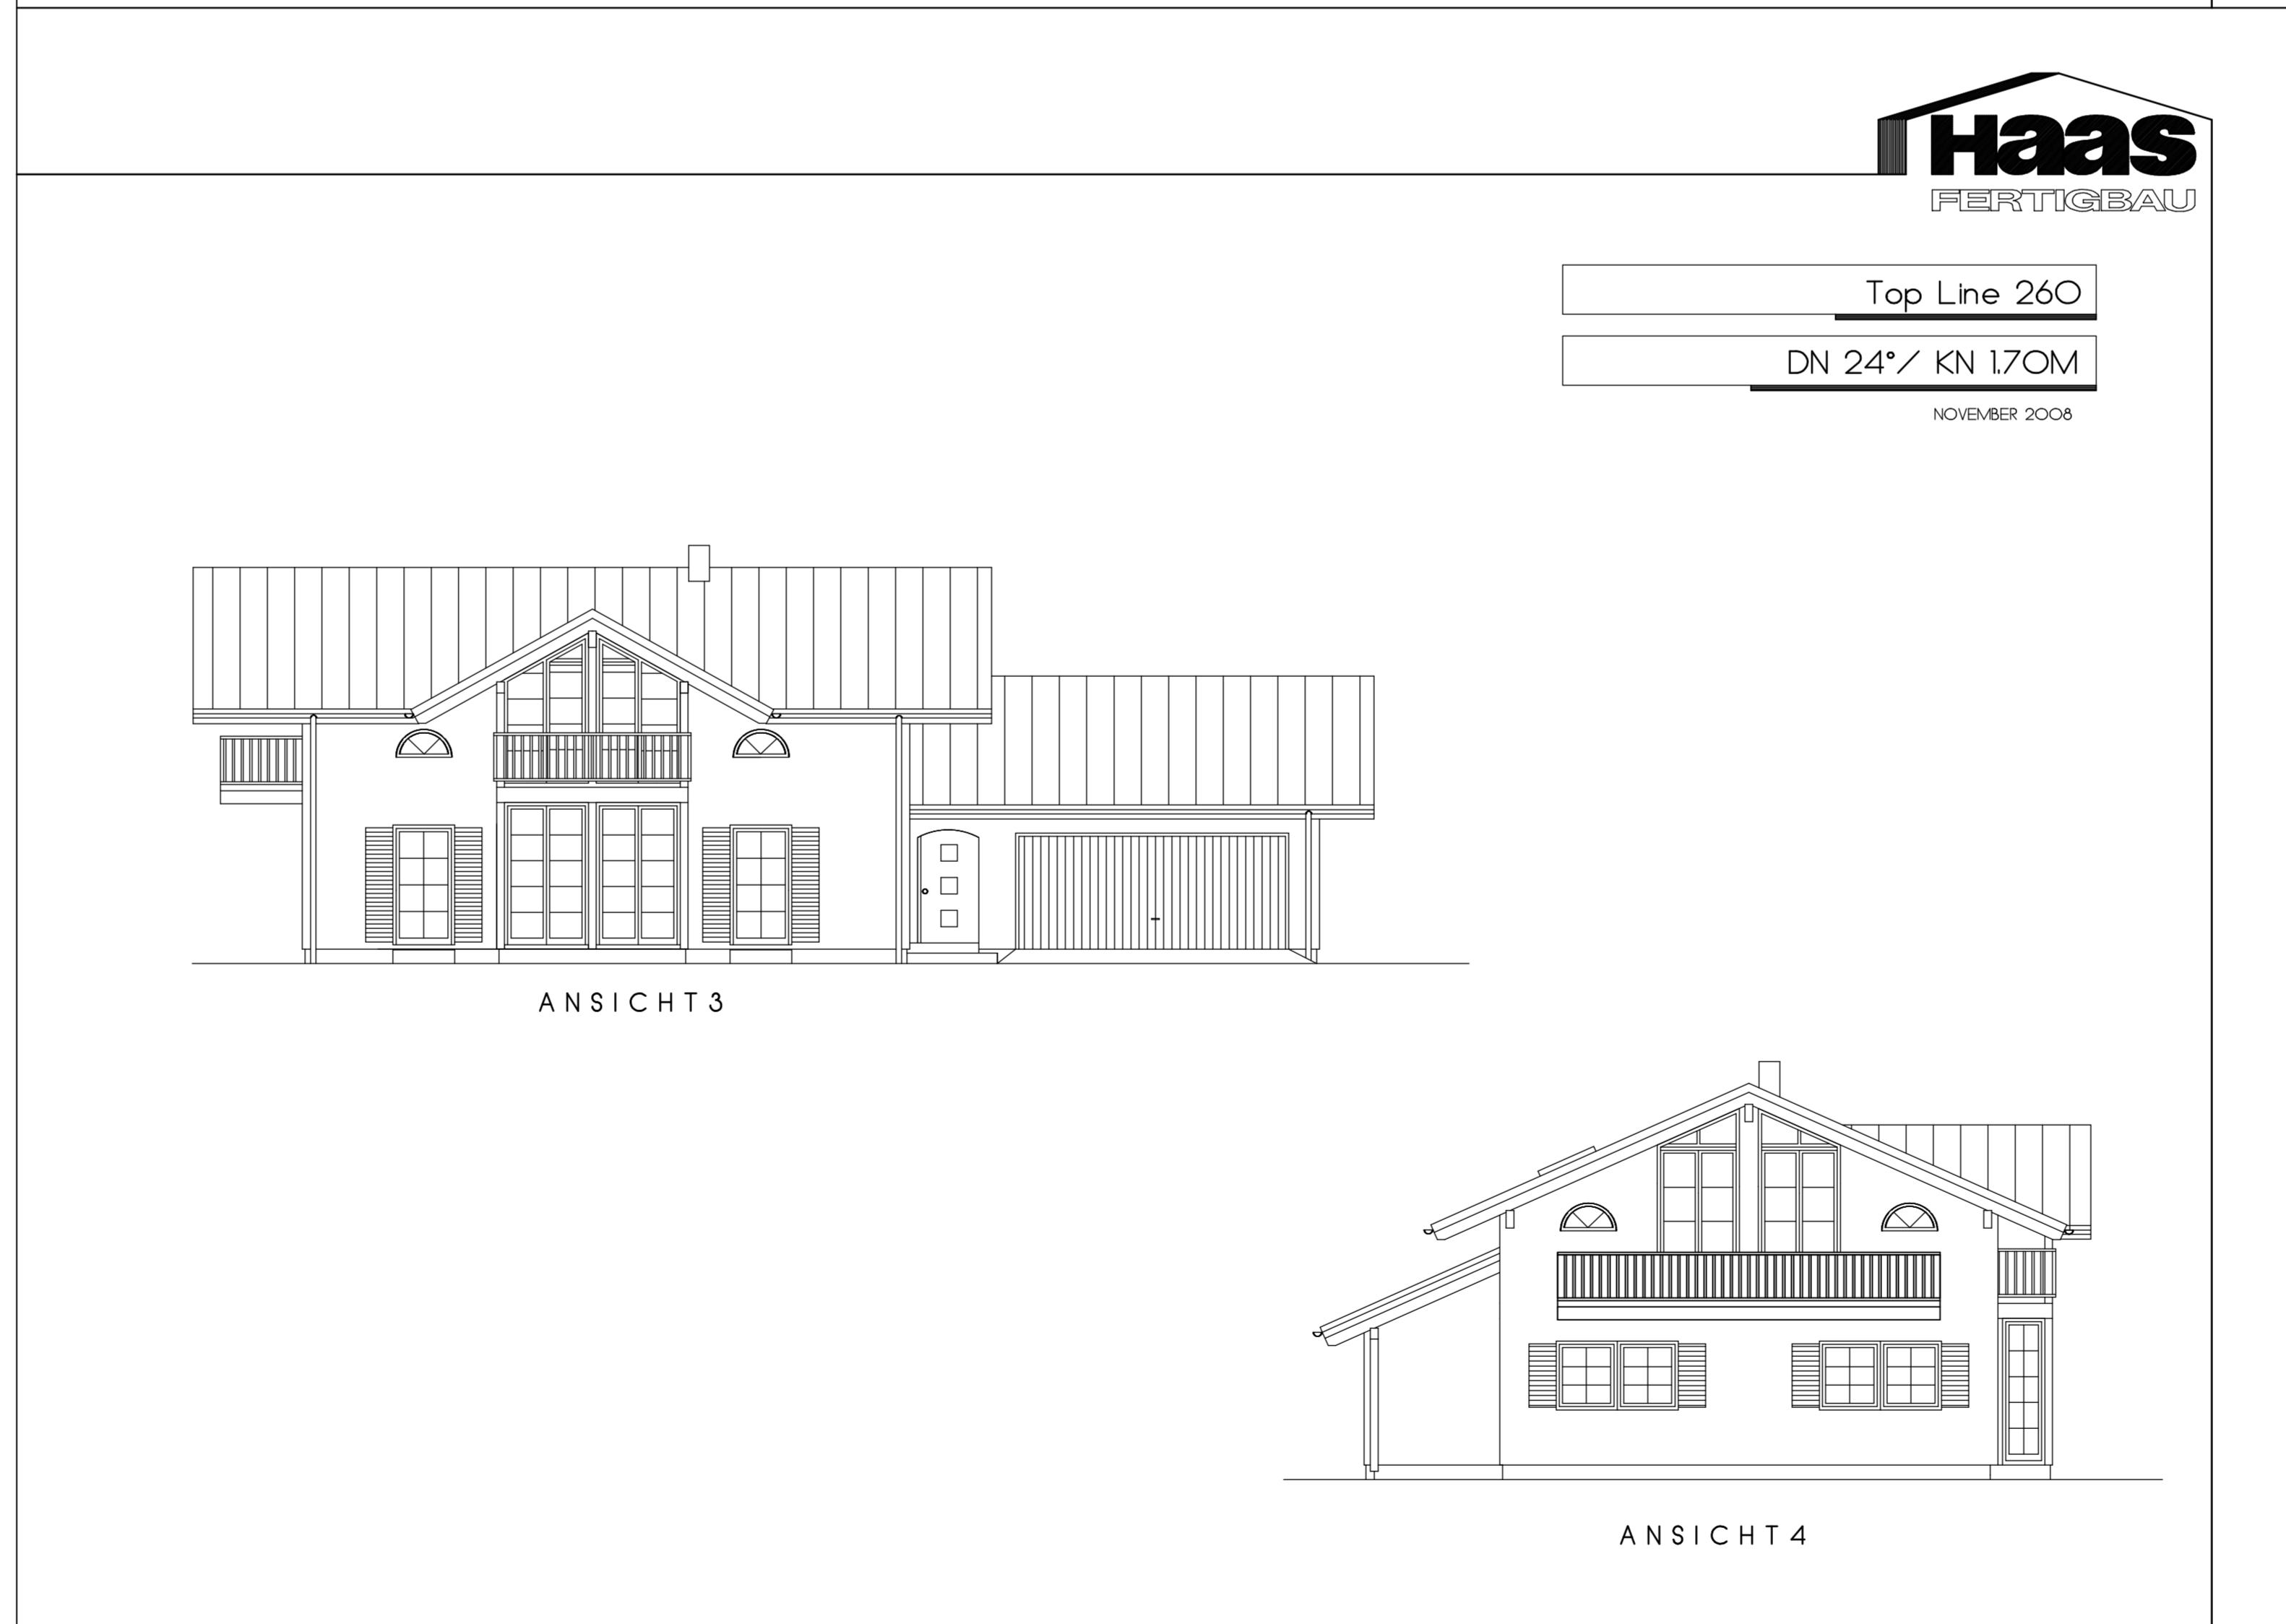 Haas
FERTIGBAU
Top Line 260
DN 24°/ KN 1.70M
NOVEMBER 2008
ANSICHT 3
ANSICHT 4